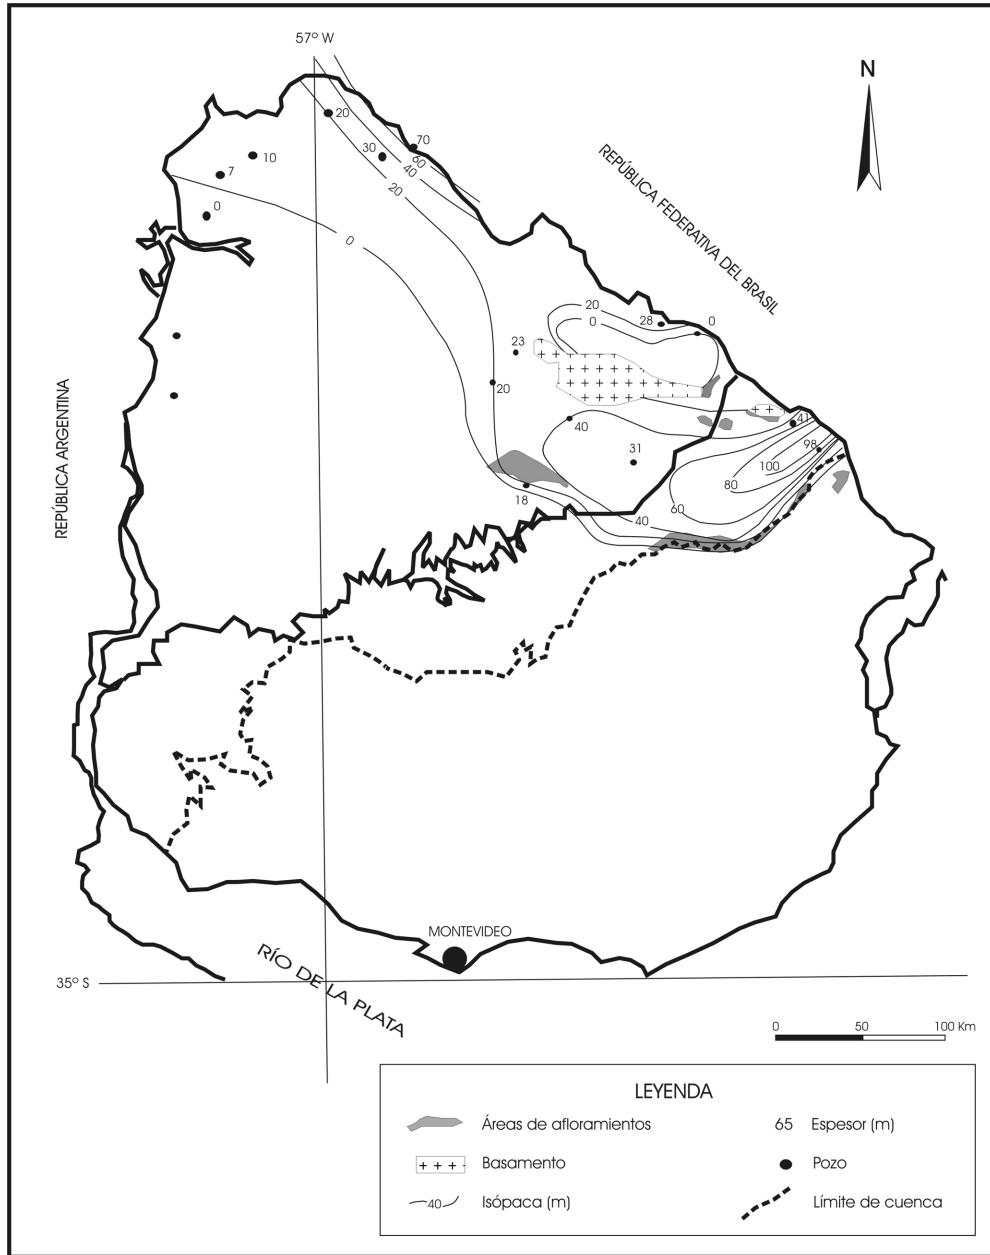 57º W
N
20
70
30
60
10
40
7
20
0
0
REPÚBLICA FEDERATIVA DEL BRASIL
20
28
0
0
23
20
40
41
98
31
100
80
18
60
40
REPÚBLICA ARGENTINA
MONTEVIDEO
RÍO DE LA PLATA
35º S
0 50 100 Km
LEYENDA
Áreas de afloramientos
65 Espesor (m)
Basamento
Pozo
40 Isópaca (m)
Límite de cuenca